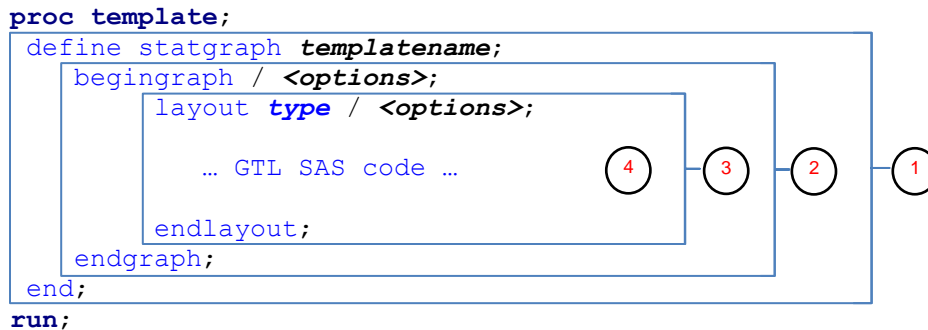 proc template;
define statgraph templatename;
begingraph / <options>;
layout type / <options>;
… GTL SAS code …
4 3 2 1
endlayout;
endgraph;
end;
run;